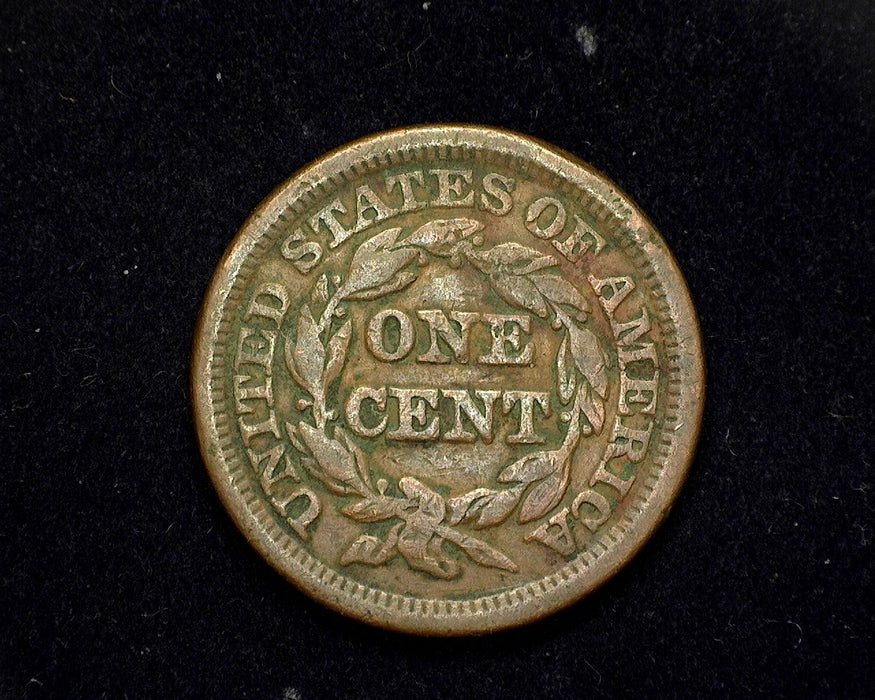 UNITED STATES OF AMERICA
ONE
CENT